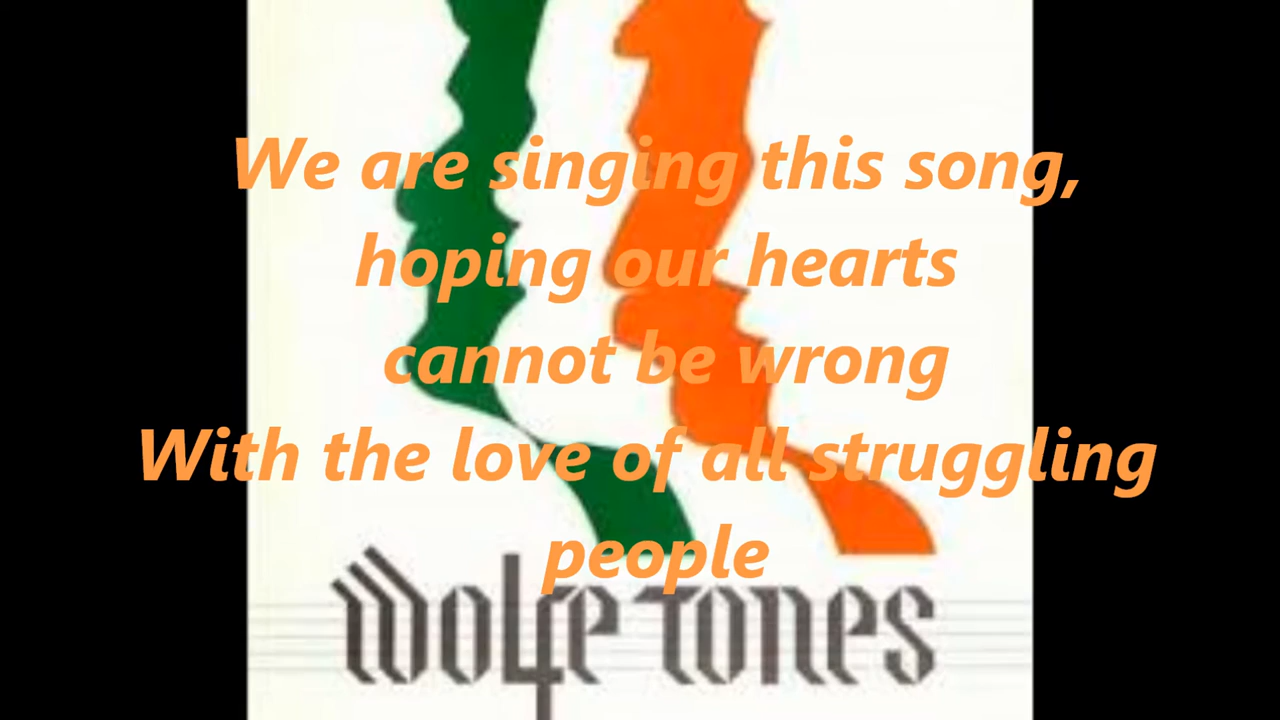 We are singing this song,
hoping our hearts
cannot be wrong
With the love of all struggling
people
Wolfe Tones